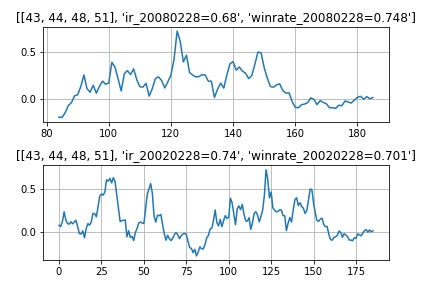 [[43, 44, 48, 51], 'ir_20080228=0.68', 'winrate_20080228=0.748']
0.5
0.0
80 100 120 140 160 180
[[43, 44, 48, 51], 'ir_20020228=0.74', 'winrate_20020228=0.701']
0.5
0.0
0 25 50 75 100 125 150 175